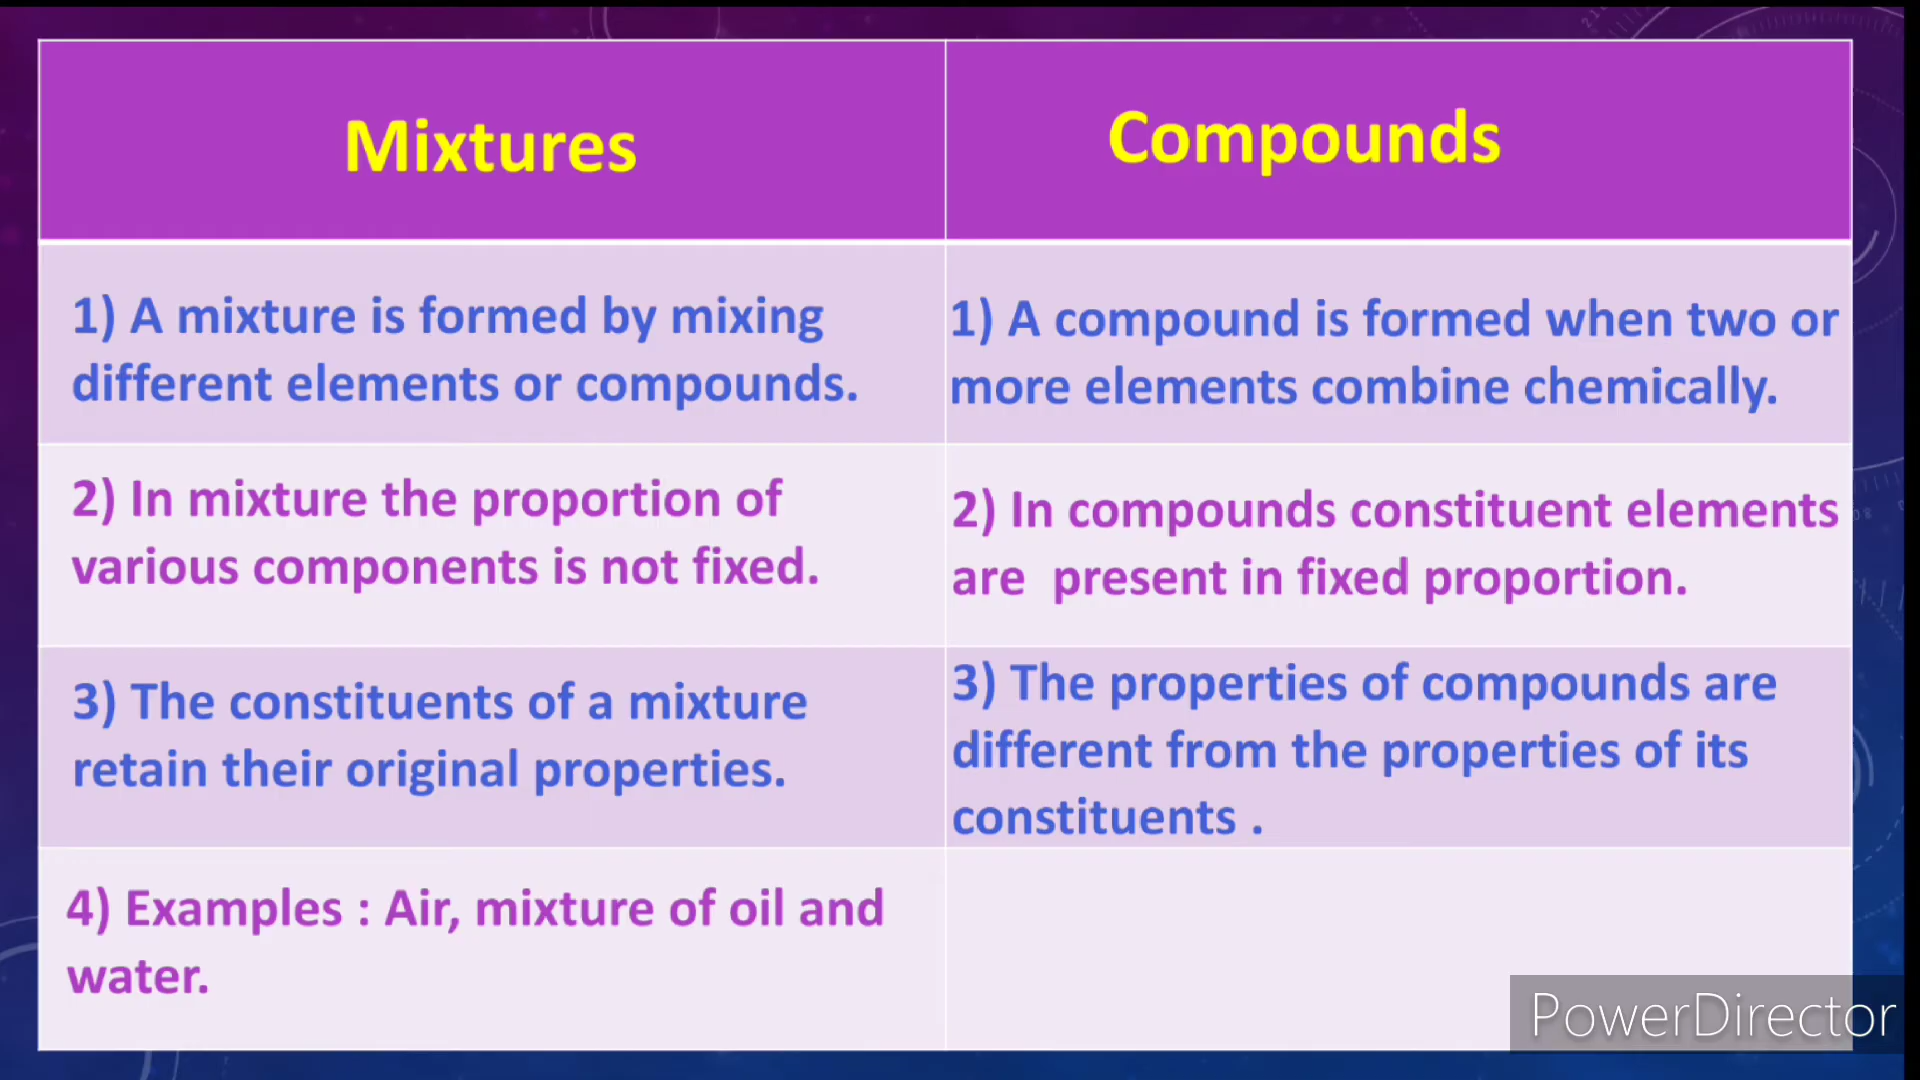 Mixtures
Compounds
1) A mixture is formed by mixing
different elements or compounds.
1) A compound is formed when two or
more elements combine chemically.
2) In mixture the proportion of
various components is not fixed.
2) In compounds constituent elements
are  present in fixed proportion.
3) The constituents of a mixture
retain their original properties.
3) The properties of compounds are
different from the properties of its
constituents .
4) Examples : Air, mixture of oil and
water.
PowerDirector